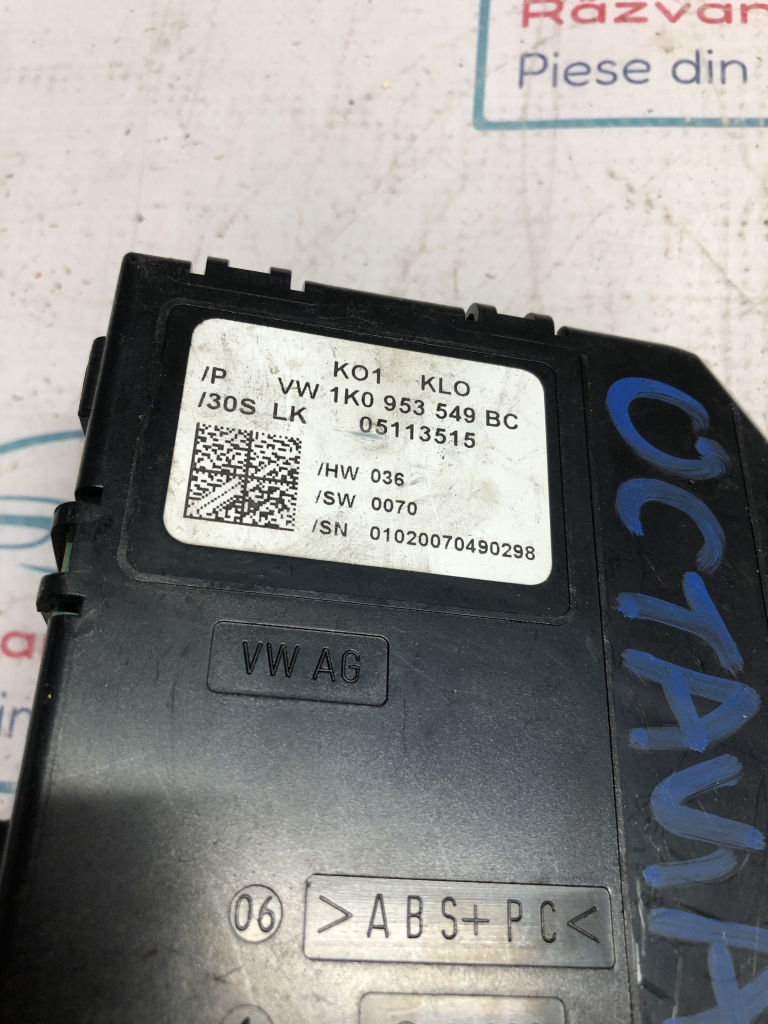 Răzvan
Piese din
KO1 KLO
/P VW 1K0 953 549 BC
/30S LK 05113515
/HW 036
/SW 0070
/SN 01020070490298
VW AG
06 >ABS+PC<
OCTAVIA